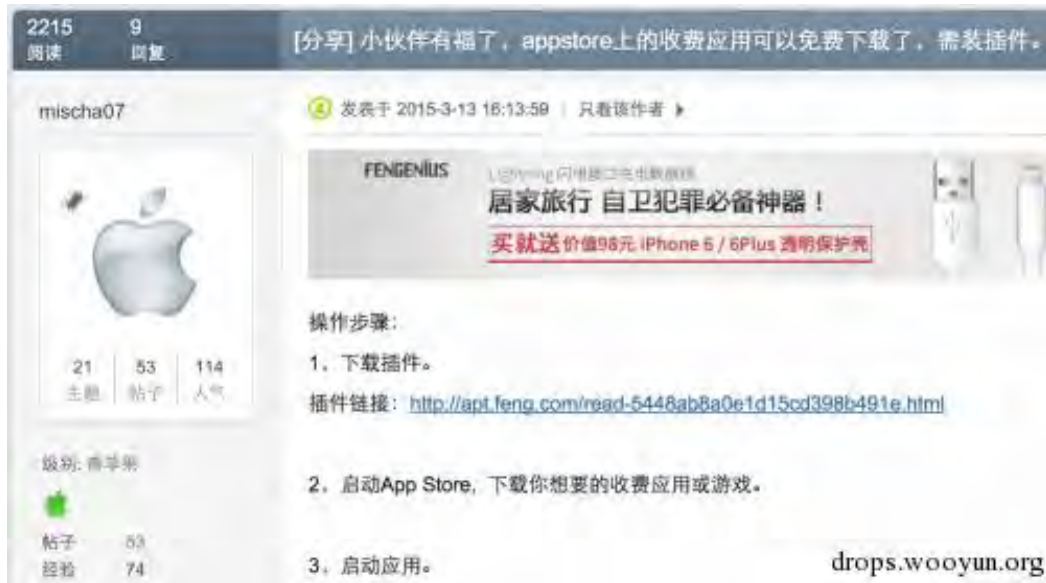 2215 9
阅读 回复
[分享] 小伙伴有福了，appstore上的收费应用可以免费下载了，需装插件。
mischa07
发表于 2015-3-13 16:13:59 | 只看该作者
FENGENIUS
Lightning
居家旅行 自卫犯罪必备神器！
买就送价值98元 iPhone 6 / 6Plus 透明保护壳
操作步骤：
1、下载插件。
21 53 114
主题 帖子 人气
插件链接：http://apt.feng.com/read-5448ab8a0e1d15cd398b491e.html
级别: 青苹果
2、启动App Store, 下载你想要的收费应用或游戏。
帖子 53
经验 74
3、启动应用。
drops.wooyun.org